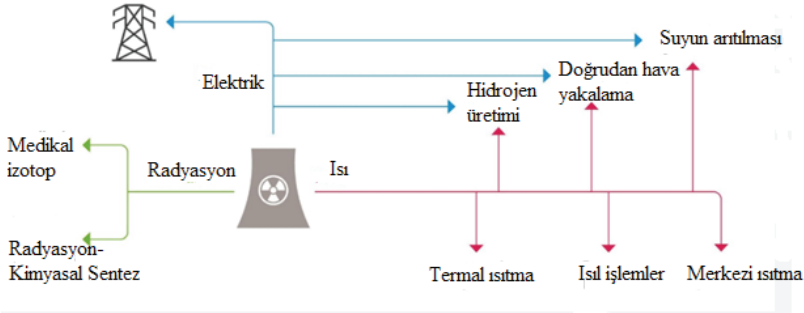 Suyun arıtılması
Elektrik
Doğrudan hava
yakalama
Hidrojen
üretimi
Medikal
izotop
Radyasyon
Isı
Radyasyon-
Kimyasal Sentez
Termal ısıtma
Isıl işlemler
Merkezi ısıtma